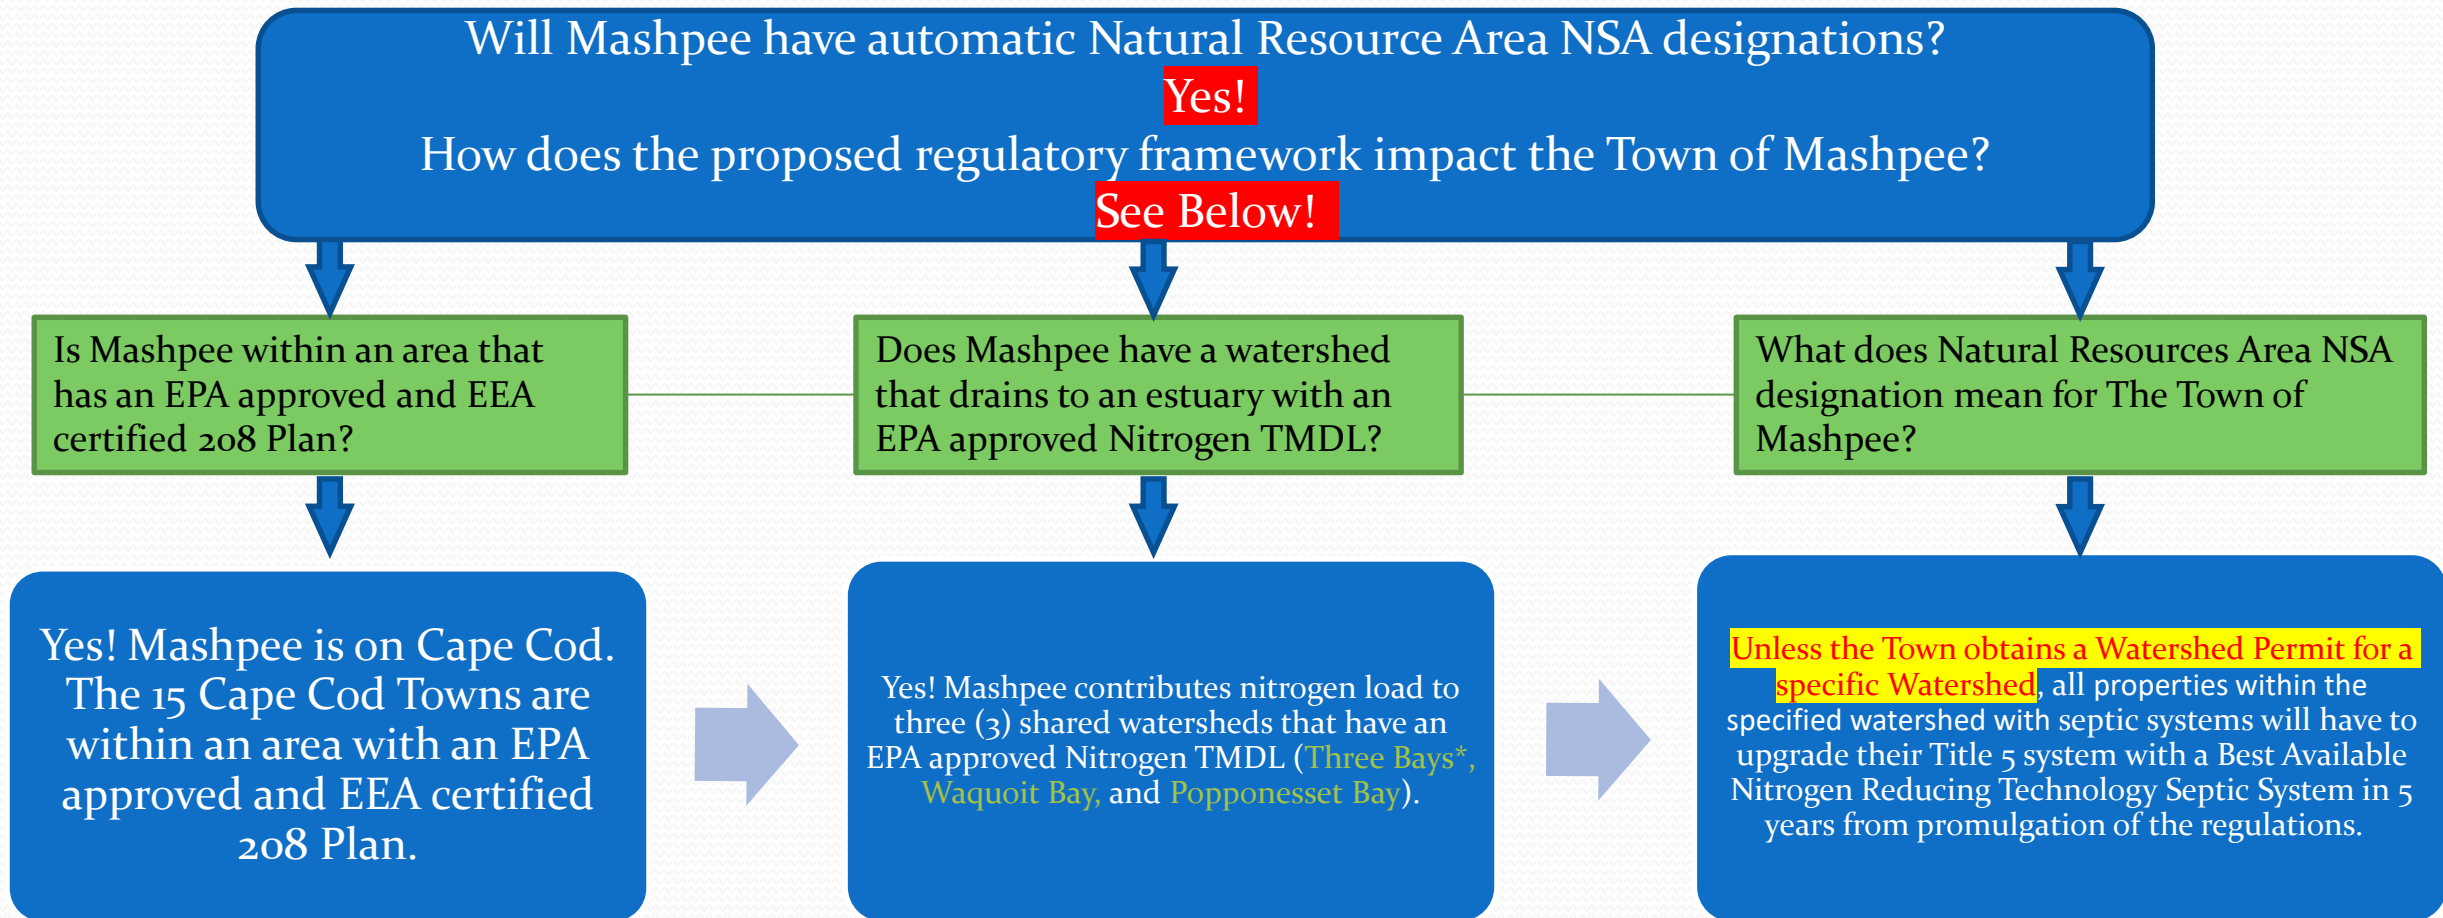 Will Mashpee have automatic Natural Resource Area NSA designations?
Yes!
How does the proposed regulatory framework impact the Town of Mashpee?
See Below!
Is Mashpee within an area that
has an EPA approved and EEA
certified 208 Plan?
Does Mashpee have a watershed
that drains to an estuary with an
EPA approved Nitrogen TMDL?
What does Natural Resources Area NSA
designation mean for The Town of
Mashpee?
Yes! Mashpee is on Cape Cod.
The 15 Cape Cod Towns are
within an area with an EPA
approved and EEA certified
208 Plan.
Yes! Mashpee contributes nitrogen load to
three (3) shared watersheds that have an
EPA approved Nitrogen TMDL (Three Bays*,
Waquoit Bay, and Popponesset Bay).
Unless the Town obtains a Watershed Permit for a
specific Watershed, all properties within the
specified watershed with septic systems will have to
upgrade their Title 5 system with a Best Available
Nitrogen Reducing Technology Septic System in 5
years from promulgation of the regulations.